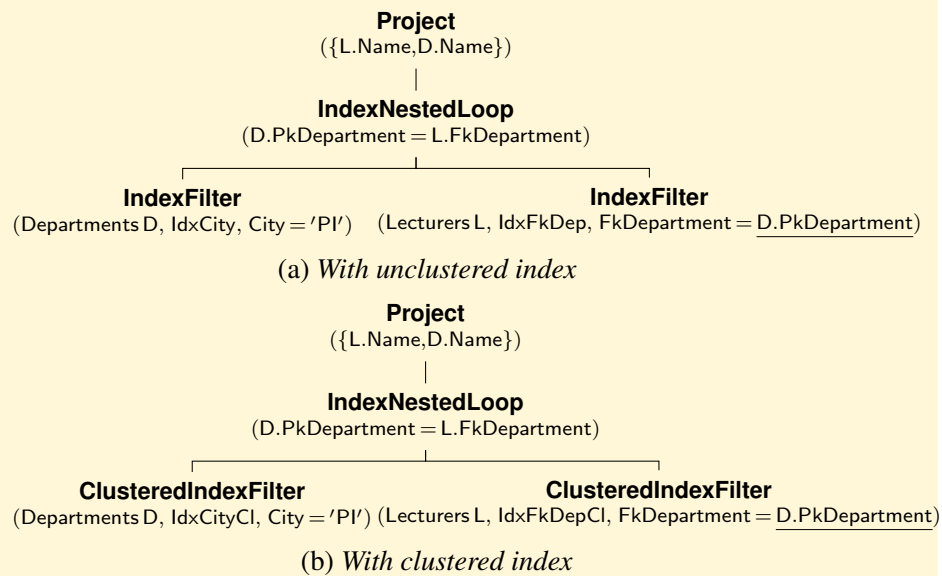 Project
({L.Name,D.Name})
IndexNestedLoop
(D.PkDepartment = L.FkDepartment)
IndexFilter IndexFilter
(Departments D, IdxCity, City = 'PI') (Lecturers L, IdxFkDep, FkDepartment = D.PkDepartment)
(a) With unclustered index
Project
({L.Name,D.Name})
IndexNestedLoop
(D.PkDepartment = L.FkDepartment)
ClusteredIndexFilter ClusteredIndexFilter
(Departments D, IdxCityCl, City = 'PI') (Lecturers L, IdxFkDepCl, FkDepartment = D.PkDepartment)
(b) With clustered index